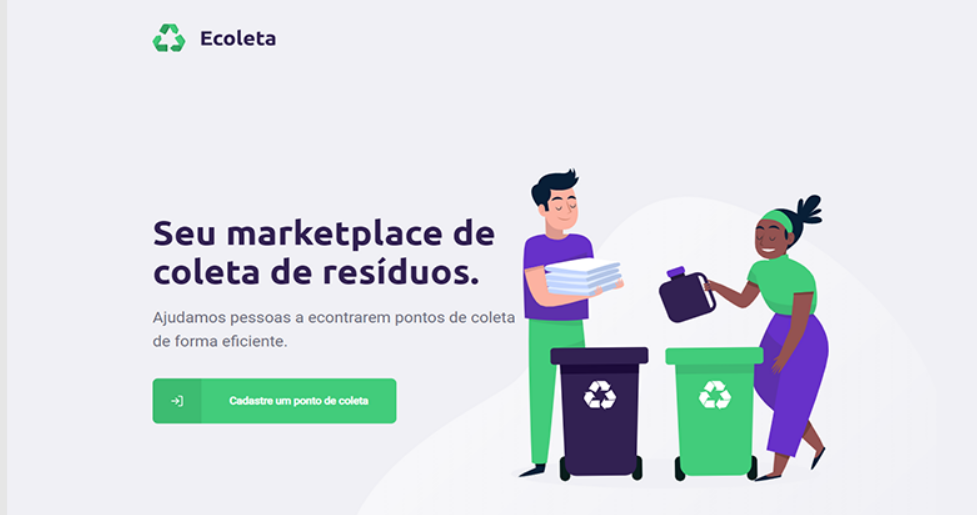 Ecoleta
Seu marketplace de
coleta de resíduos.
Ajudamos pessoas a econtrarem pontos de coleta
de forma eficiente.
Cadastre um ponto de coleta